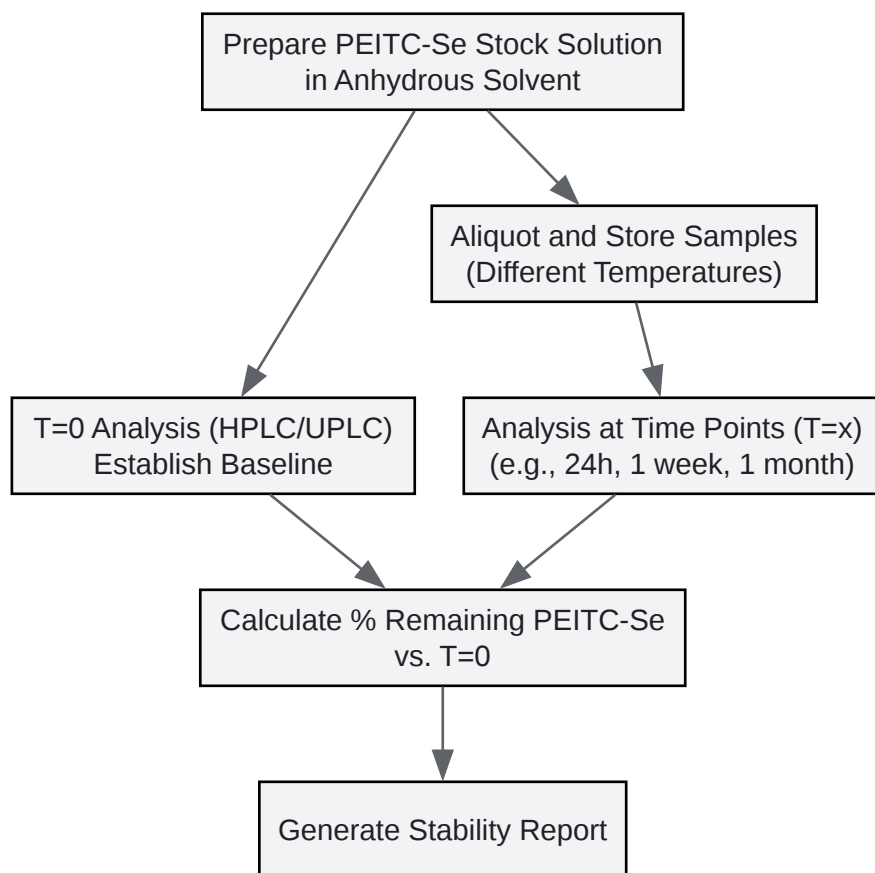 Prepare PEITC-Se Stock Solution
in Anhydrous Solvent
Aliquot and Store Samples
(Different Temperatures)
T=0 Analysis (HPLC/UPLC)
Establish Baseline
Analysis at Time Points (T=x)
(e.g., 24h, 1 week, 1 month)
Calculate % Remaining PEITC-Se
vs. T=0
Generate Stability Report